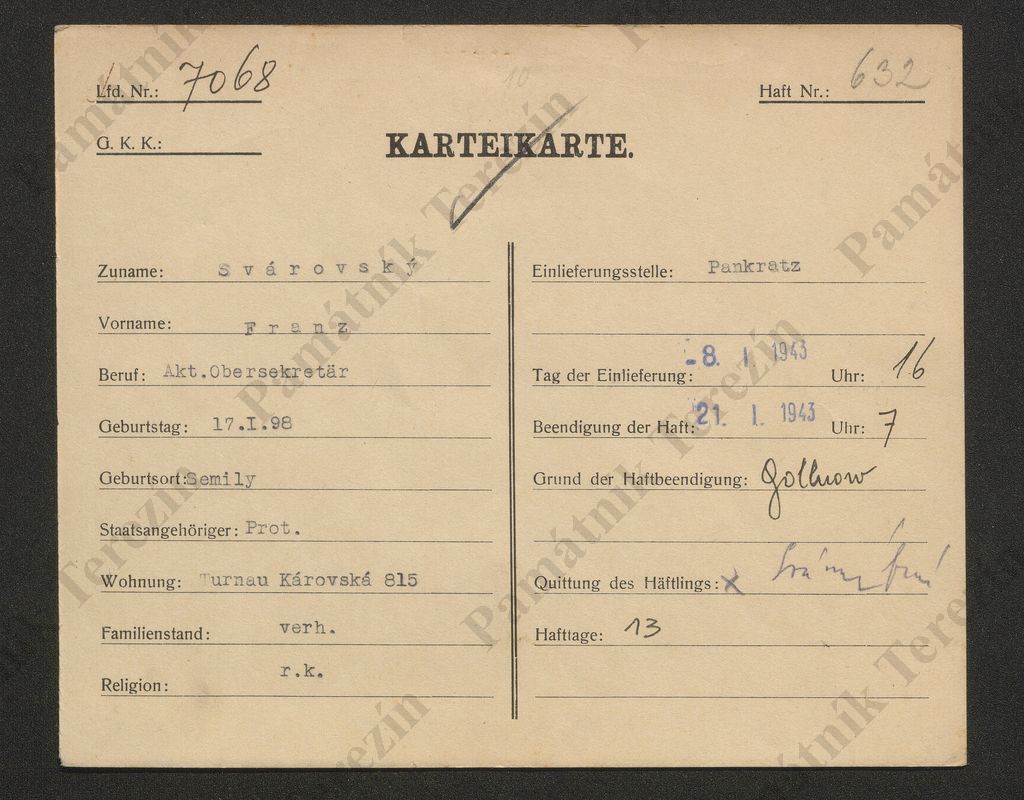 Lfd. Nr.: 7068
Haft Nr.: 632
G. K. K.:
KARTEIKARTE.
Zuname: Svárovský
Vorname: Franz
Beruf: Akt.Obersekretär
Geburtstag: 17.I.98
Geburtsort: Semily
Staatsangehöriger: Prot.
Wohnung: Turnau Károvská 815
Familienstand: verh.
Religion: r.k.
Einlieferungsstelle: Pankratz
Tag der Einlieferung: -8. I. 1943 Uhr: 16
Beendigung der Haft: 21. I. 1943 Uhr: 7
Grund der Haftbeendigung: Gollnow
Quittung des Häftlings: x
Hafttage: 13
Památník Terezín